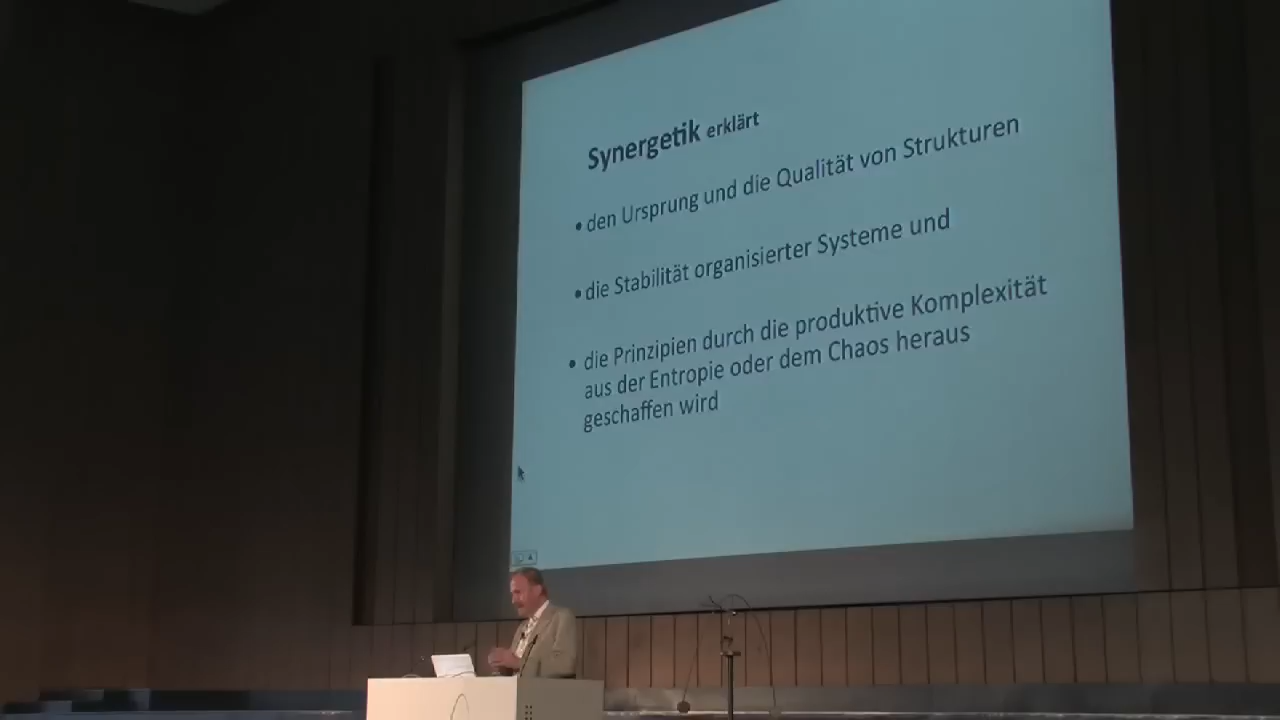 Synergetik erklärt
• den Ursprung und die Qualität von Strukturen
• die Stabilität organisierter Systeme und
• die Prinzipien durch die produktive Komplexität
aus der Entropie oder dem Chaos heraus
geschaffen wird